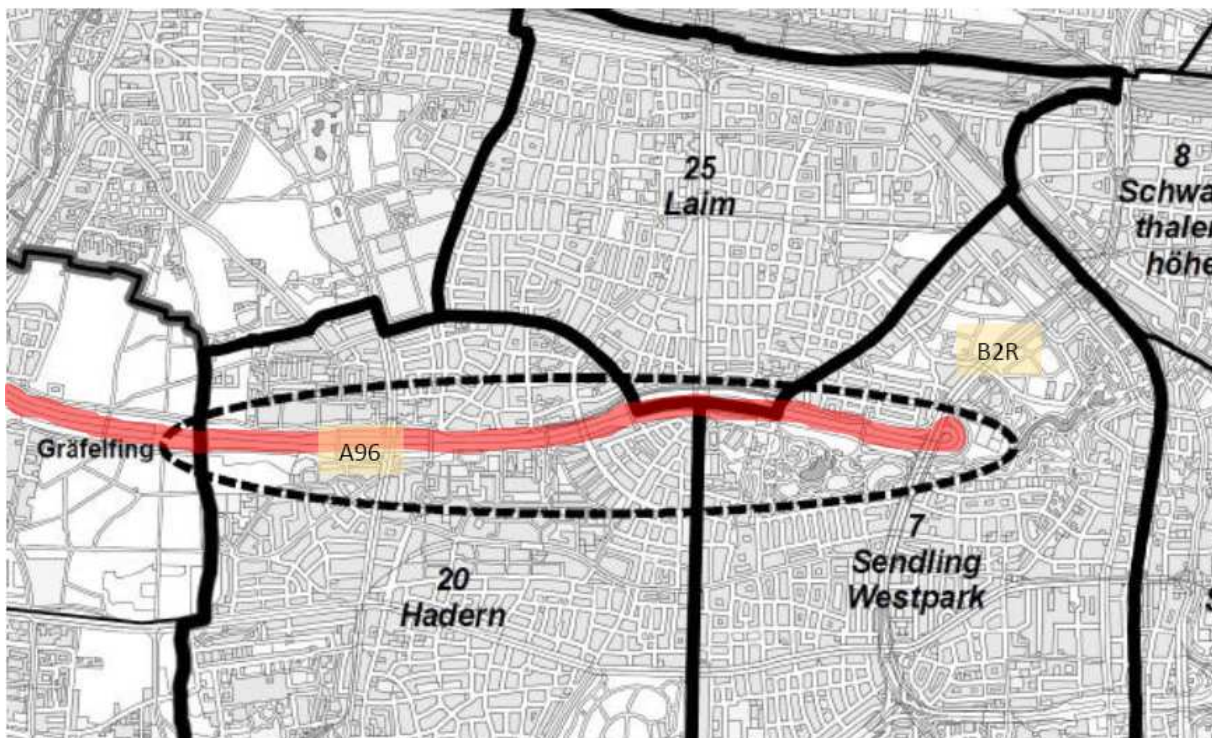 25
Laim
8
Schwa
thaler
höhe
B2R
Gräfelfing
A96
7
Sendling
Westpark
20
Hadern
S